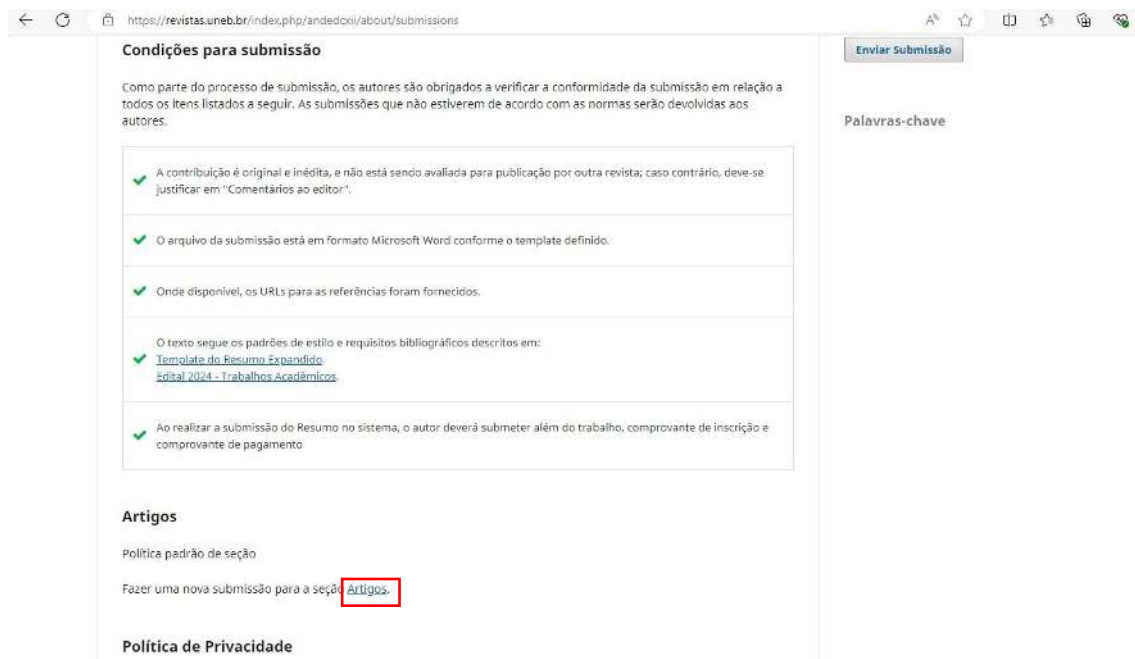 https://revistas.uneb.br/index.php/andedcxii/about/submissions
Condições para submissão
Enviar Submissão
Como parte do processo de submissão, os autores são obrigados a verificar a conformidade da submissão em relação a
todos os itens listados a seguir. As submissões que não estiverem de acordo com as normas serão devolvidas aos
autores.
Palavras-chave
A contribuição é original e inédita, e não está sendo avaliada para publicação por outra revista; caso contrário, deve-se
justificar em "Comentários ao editor".
O arquivo da submissão está em formato Microsoft Word conforme o template definido.
Onde disponível, os URLs para as referências foram fornecidos.
O texto segue os padrões de estilo e requisitos bibliográficos descritos em:
Template do Resumo Expandido.
Edital 2024 - Trabalhos Acadêmicos.
Ao realizar a submissão do Resumo no sistema, o autor deverá submeter além do trabalho, comprovante de inscrição e
comprovante de pagamento
Artigos
Política padrão de seção
Fazer uma nova submissão para a seção Artigos.
Política de Privacidade